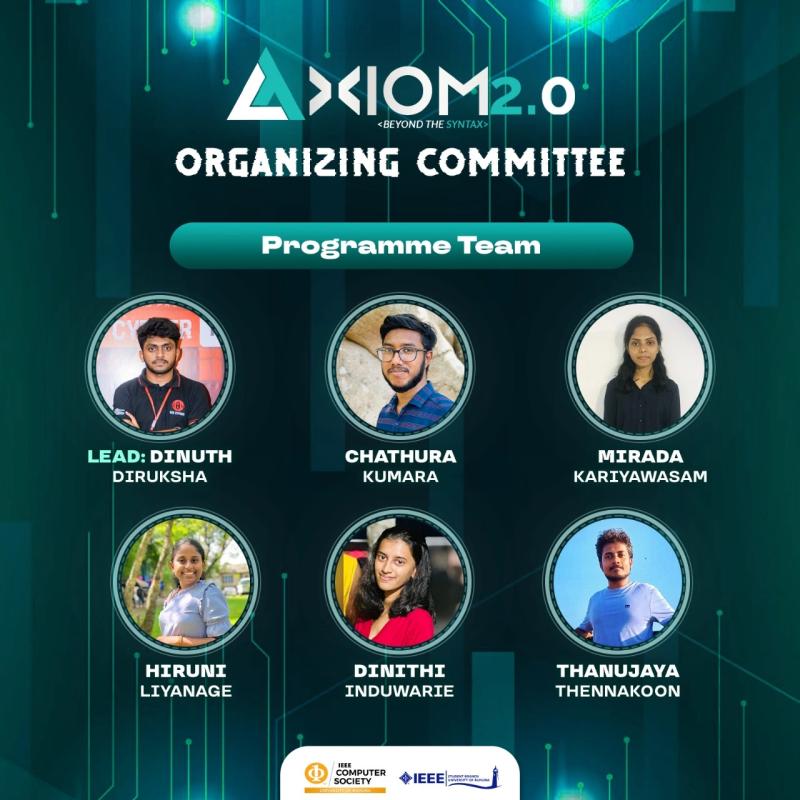 AXIOM2.0
<BEYOND THE SYNTAX>
ORGANIZING COMMITTEE
Programme Team
CYBER
LEAD: DINUTH
DIRUKSHA
CHATHURA
KUMARA
MIRADA
KARIYAWASAM
HIRUNI
LIYANAGE
DINITHI
INDUWARIE
THANUJAYA
THENNAKOON
IEEE
COMPUTER
SOCIETY
UNIVERSITY OF RUHUNA
IEEE
STUDENT BRANCH
UNIVERSITY OF RUHUNA